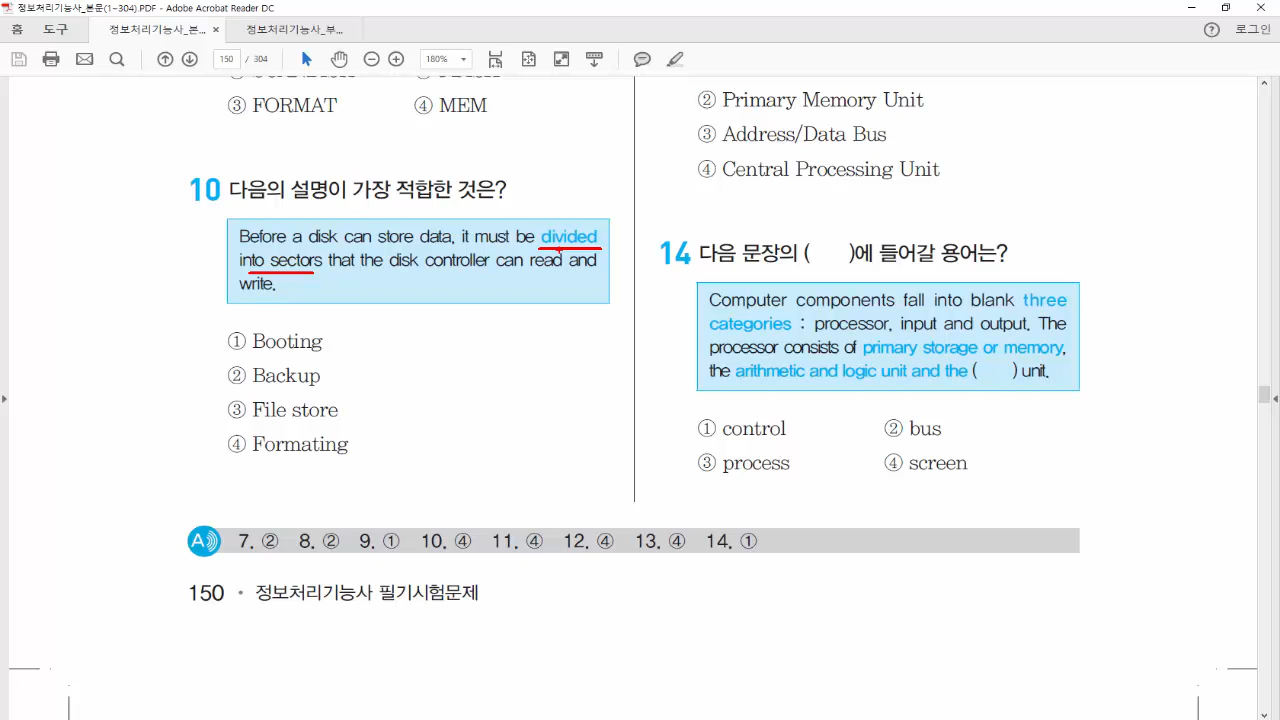 정보처리기능사_본문(1~304).PDF - Adobe Acrobat Reader DC
홈 도구 정보처리기능사_본... × 정보처리기능사_부... 로그인
150 / 304 180%
③ FORMAT ④ MEM
10 다음의 설명이 가장 적합한 것은?
Before a disk can store data, it must be divided
into sectors that the disk controller can read and
write.
① Booting
② Backup
③ File store
④ Formating
② Primary Memory Unit
③ Address/Data Bus
④ Central Processing Unit
14 다음 문장의 ( )에 들어갈 용어는?
Computer components fall into blank three
categories : processor, input and output. The
processor consists of primary storage or memory,
the arithmetic and logic unit and the ( ) unit.
① control ② bus
③ process ④ screen
A 7. ② 8. ② 9. ① 10. ④ 11. ④ 12. ④ 13. ④ 14. ①
150 • 정보처리기능사 필기시험문제